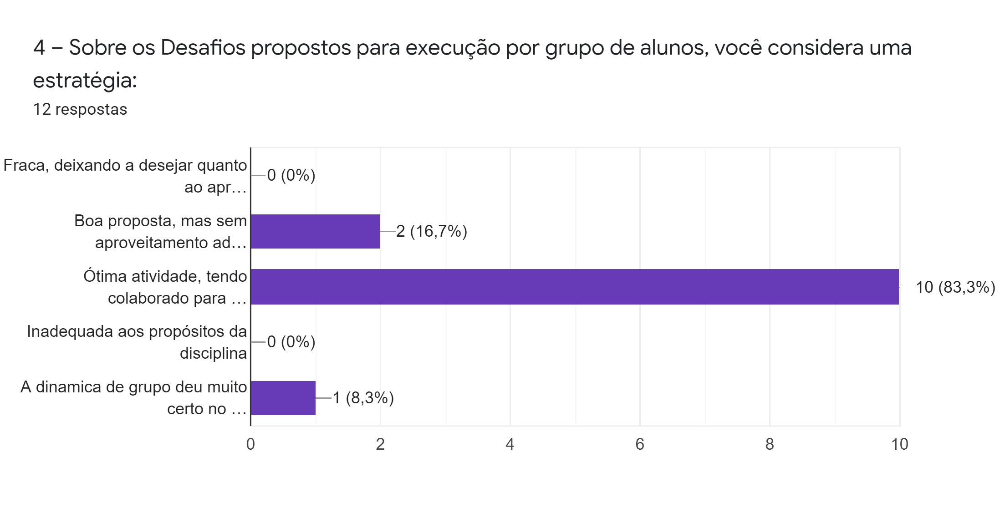 4 – Sobre os Desafios propostos para execução por grupo de alunos, você considera uma
estratégia:
12 respostas
Fraca, deixando a desejar quanto
ao apr…
0 (0%)
Boa proposta, mas sem
aproveitamento ad…
2 (16,7%)
Ótima atividade, tendo
colaborado para …
10 (83,3%)
Inadequada aos propósitos da
disciplina
0 (0%)
A dinamica de grupo deu muito
certo no …
1 (8,3%)
0 2 4 6 8 10